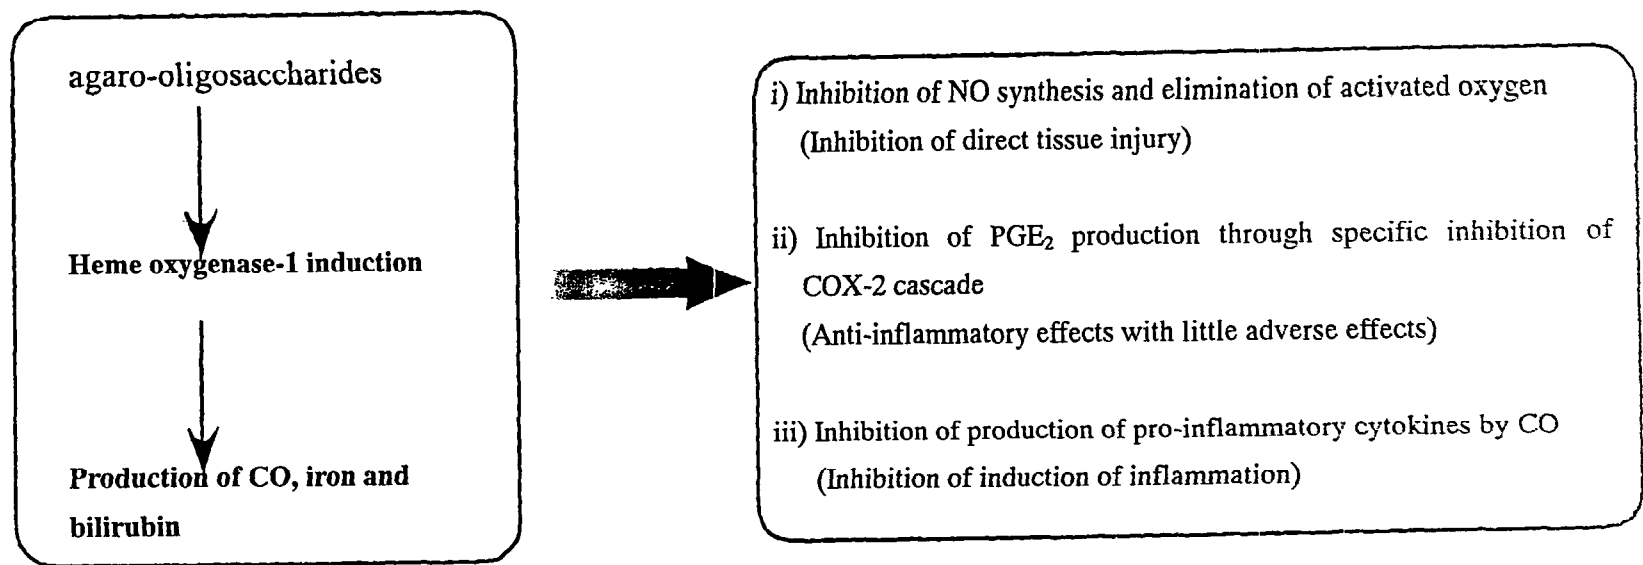 agaro-oligosaccharides
Heme oxygenase-1 induction
Production of CO, iron and
bilirubin
i) Inhibition of NO synthesis and elimination of activated oxygen
(Inhibition of direct tissue injury)
ii) Inhibition of PGE₂ production through specific inhibition of
COX-2 cascade
(Anti-inflammatory effects with little adverse effects)
iii) Inhibition of production of pro-inflammatory cytokines by CO
(Inhibition of induction of inflammation)